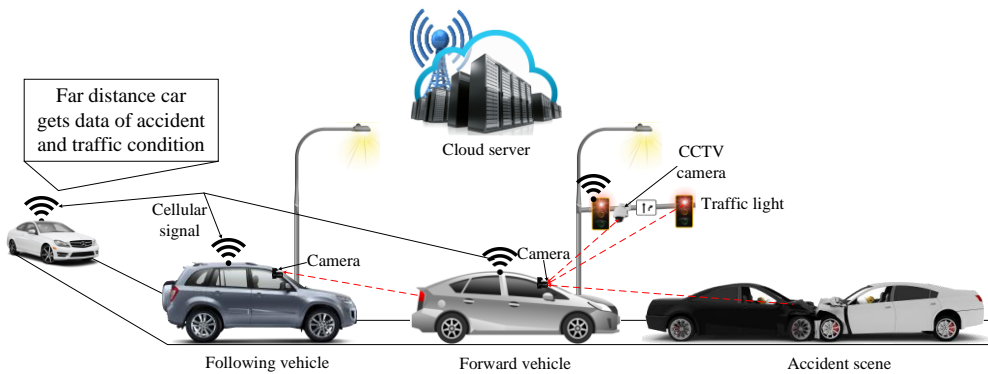 Far distance car
gets data of accident
and traffic condition
Cloud server
CCTV
camera
Traffic light
Cellular
signal
Camera
Camera
Following vehicle
Forward vehicle
Accident scene